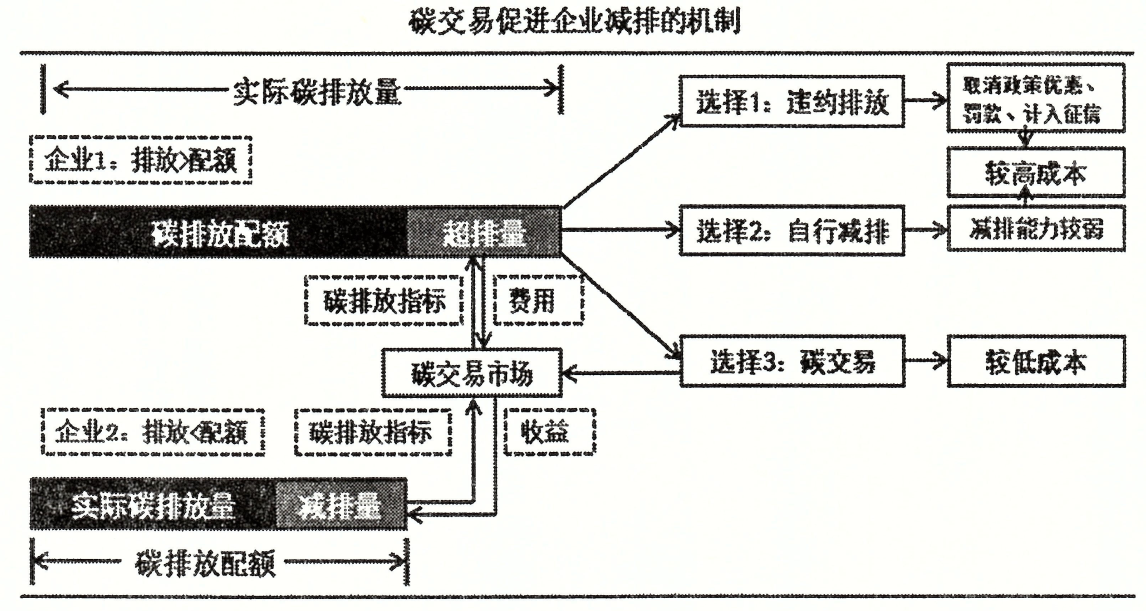 碳交易促进企业减排的机制
实际碳排放量
选择1：违约排放
取消政策优惠、
罚款、计入征信
企业1：排放>配额
较高成本
碳排放配额
超排量
选择2：自行减排
减排能力较弱
碳排放指标
费用
碳交易市场
选择3：碳交易
较低成本
企业2：排放<配额
碳排放指标
收益
实际碳排放量
减排量
碳排放配额